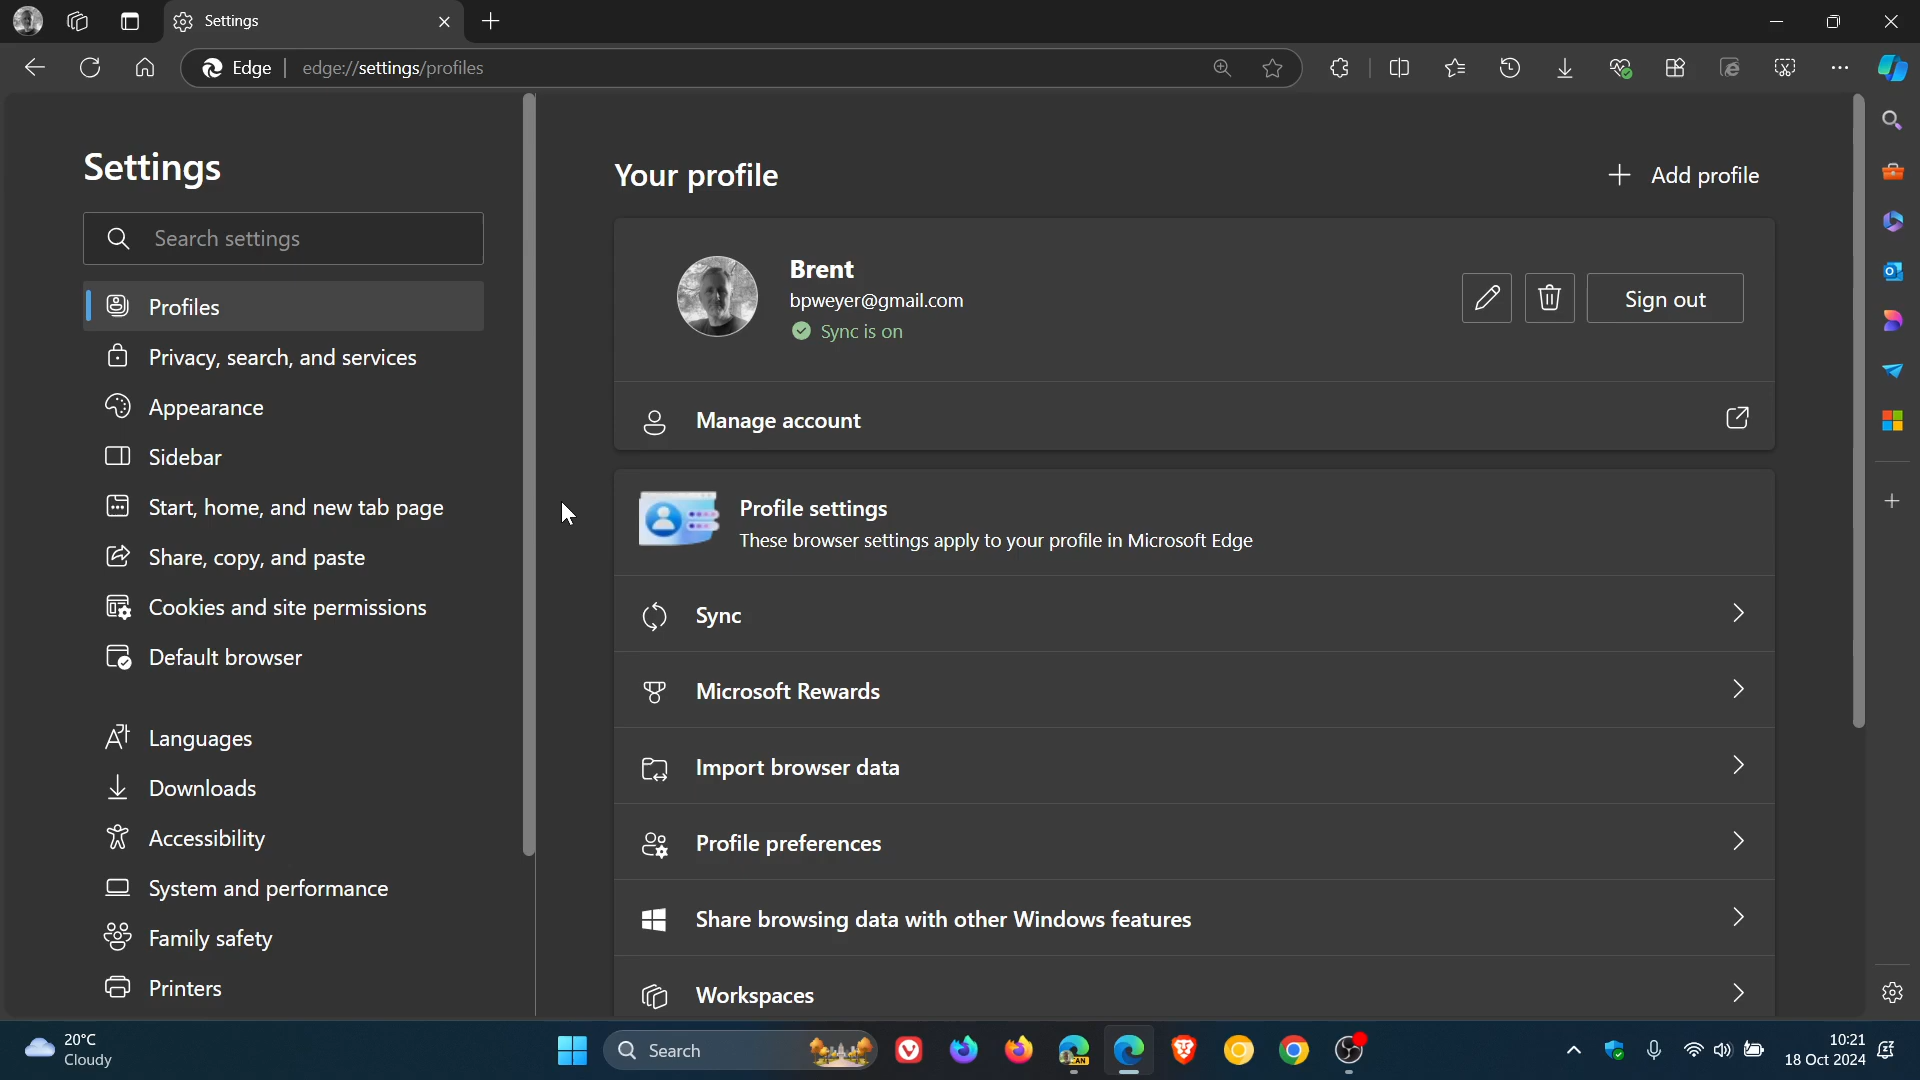 Settings
Edge
edge://settings/profiles
Settings
Search settings
Profiles
Privacy, search, and services
Appearance
Sidebar
Start, home, and new tab page
Share, copy, and paste
Cookies and site permissions
Default browser
Languages
Downloads
Accessibility
System and performance
Family safety
Printers
Your profile
Add profile
Brent
bpweyer@gmail.com
Sync is on
Sign out
Manage account
Profile settings
These browser settings apply to your profile in Microsoft Edge
Sync
Microsoft Rewards
Import browser data
Profile preferences
Share browsing data with other Windows features
Workspaces
20°C
Cloudy
Search
CAN
10:21
18 Oct 2024